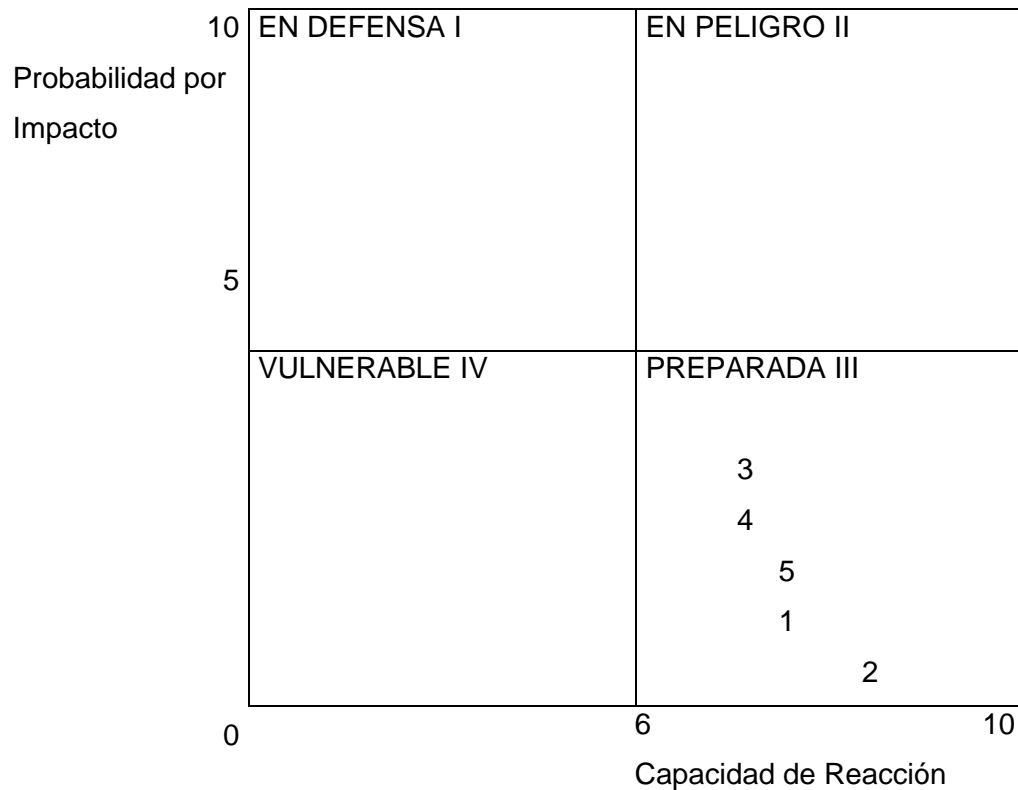 10 EN DEFENSA I EN PELIGRO II
Probabilidad por
Impacto
5
VULNERABLE IV PREPARADA III
3
4
5
1
2
0 6 10
Capacidad de Reacción